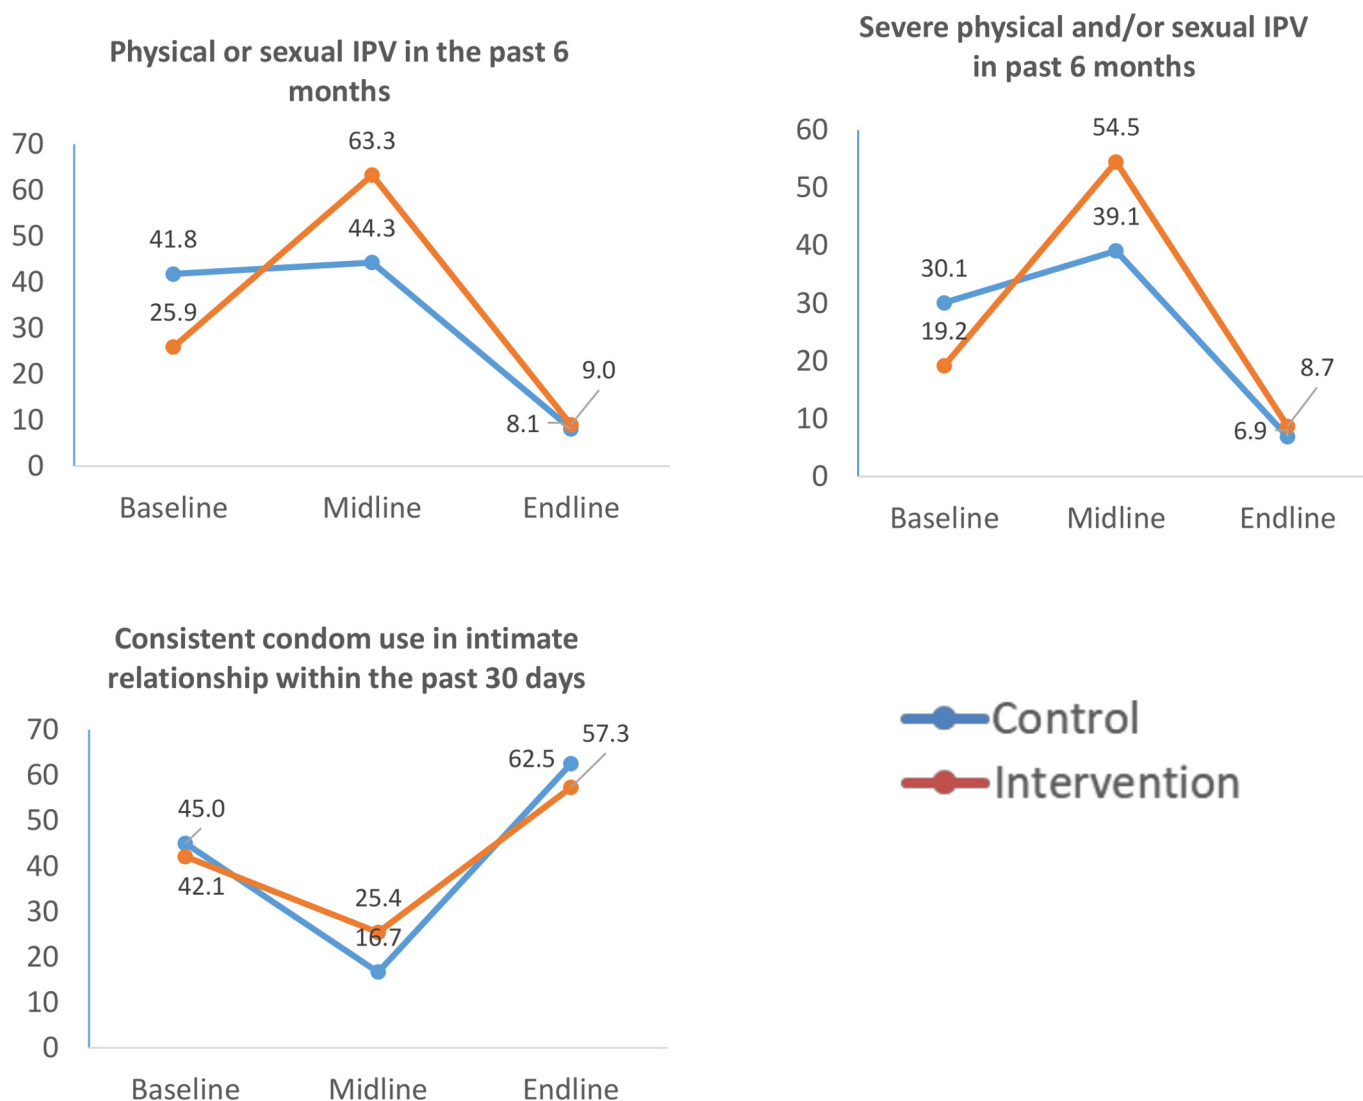 Physical or sexual IPV in the past 6
months
70
60
50
40
30
20
10
0
63.3
41.8
44.3
25.9
9.0
8.1
Baseline
Midline
Endline
Severe physical and/or sexual IPV
in past 6 months
60
50
40
30
20
10
0
54.5
39.1
30.1
19.2
8.7
6.9
Baseline
Midline
Endline
Consistent condom use in intimate
relationship within the past 30 days
70
60
50
40
30
20
10
0
57.3
62.5
45.0
42.1
25.4
16.7
Baseline
Midline
Endline
Control
Intervention